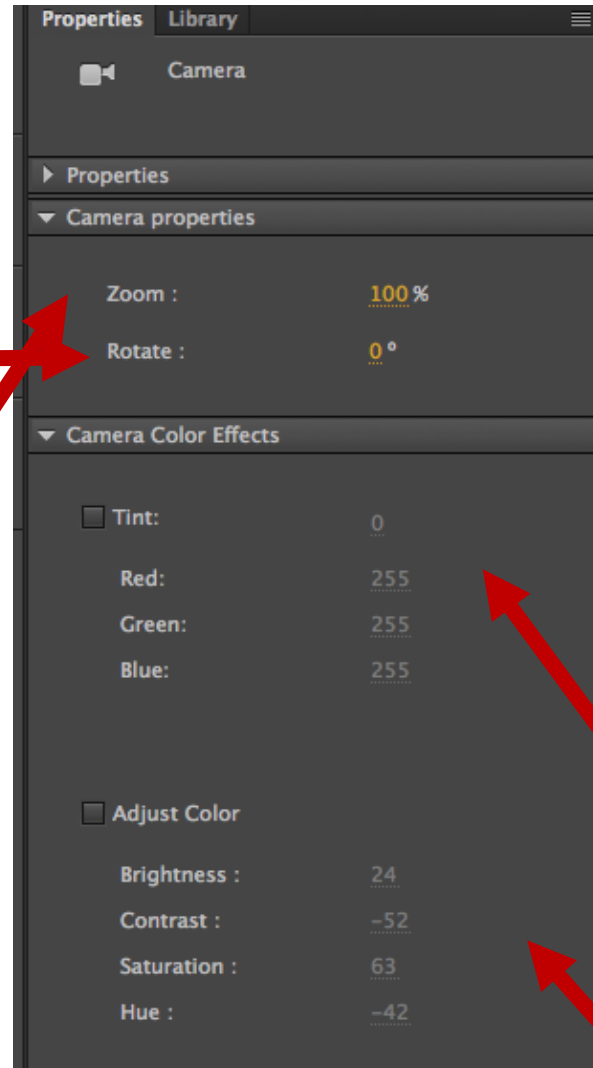 Properties Library
Camera
Properties
Camera properties
Zoom : 100 %
Rotate : 0 °
Camera Color Effects
Tint: 0
Red: 255
Green: 255
Blue: 255
Adjust Color
Brightness : 24
Contrast : -52
Saturation : 63
Hue : -42